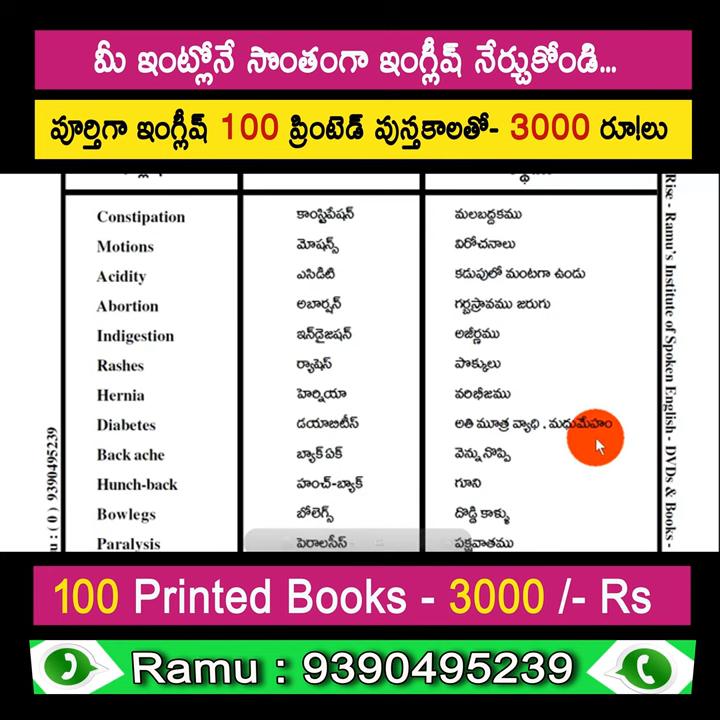 మీ ఇంట్లోనే సొంతంగా ఇంగ్లీష్ నేర్చుకోండి...
పూర్తిగా ఇంగ్లీష్ 100 ప్రింటెడ్ పుస్తకాలతో- 3000 రూ!లు
Constipation కాంస్టిపేషన్ మలబద్దకము
Motions మోషన్స్ విరోచనాలు
Acidity ఎసిడిటి కడుపులో మంటగా ఉండు
Abortion అబార్షన్ గర్భస్రావము జరుగు
Indigestion ఇన్‌డైజషన్ అజీర్ణము
Rashes ర్యాషెస్ పొక్కులు
Hernia హెర్నియా వరిభీజము
Diabetes డయాబిటీస్ అతి మూత్ర వ్యాధి . మధుమేహం
Back ache బ్యాక్ ఏక్ వెన్ను నొప్పి
Hunch-back హంచ్-బ్యాక్ గూని
Bowlegs బోలెగ్స్ దొడ్డి కాళ్ళు
Paralysis పెరాలసీస్ పక్షవాతము
Rise - Ramu's Institute of Spoken English - DVDs & Books -
u : ( 0 ) 9390495239
100 Printed Books - 3000 /- Rs
Ramu : 9390495239